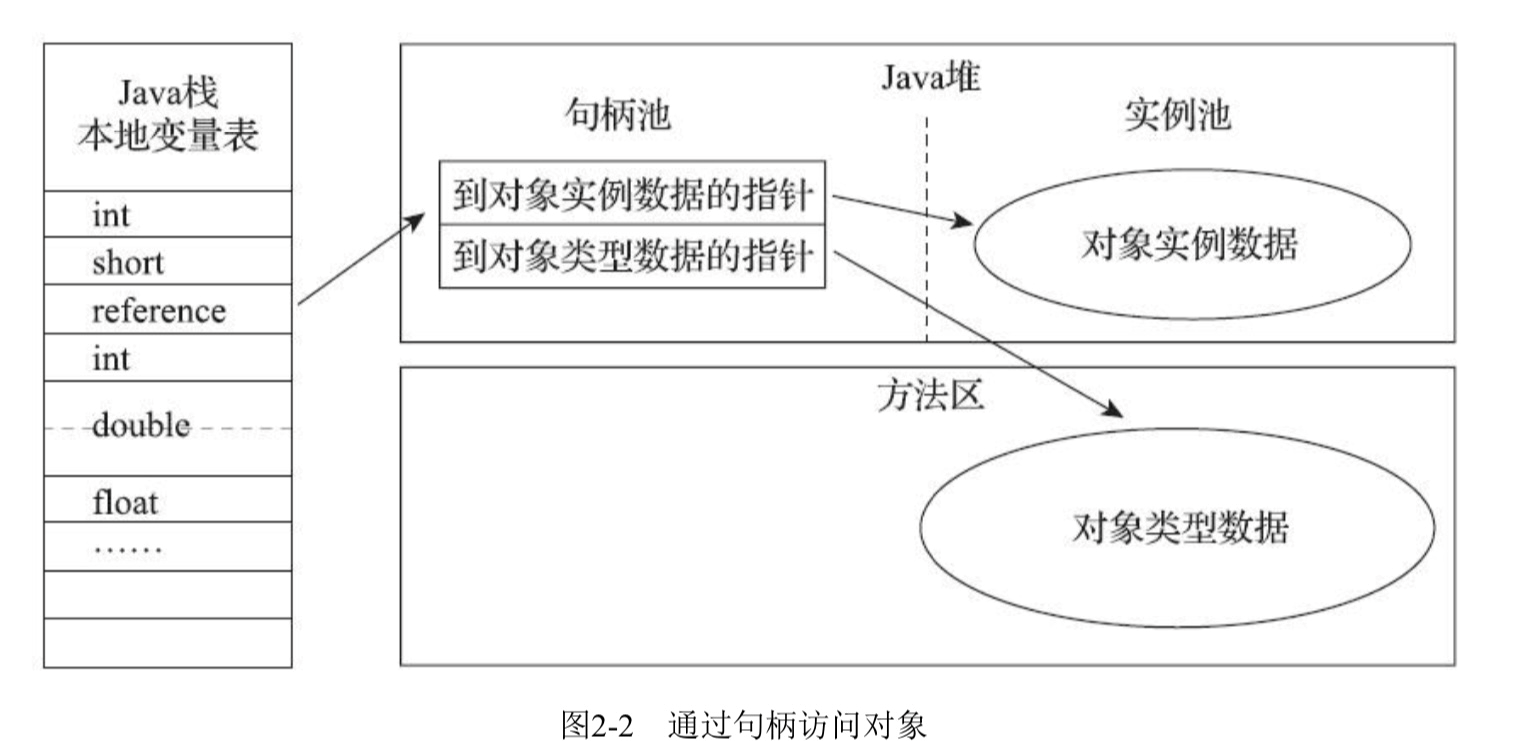 Java栈
本地变量表
int
short
reference
int
double
float
……
Java堆
句柄池
实例池
到对象实例数据的指针
到对象类型数据的指针
对象实例数据
方法区
对象类型数据
图2-2 通过句柄访问对象